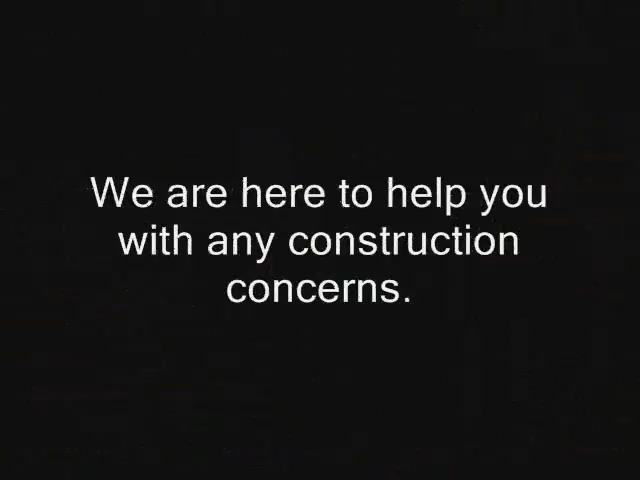 We are here to help you
with any construction
concerns.